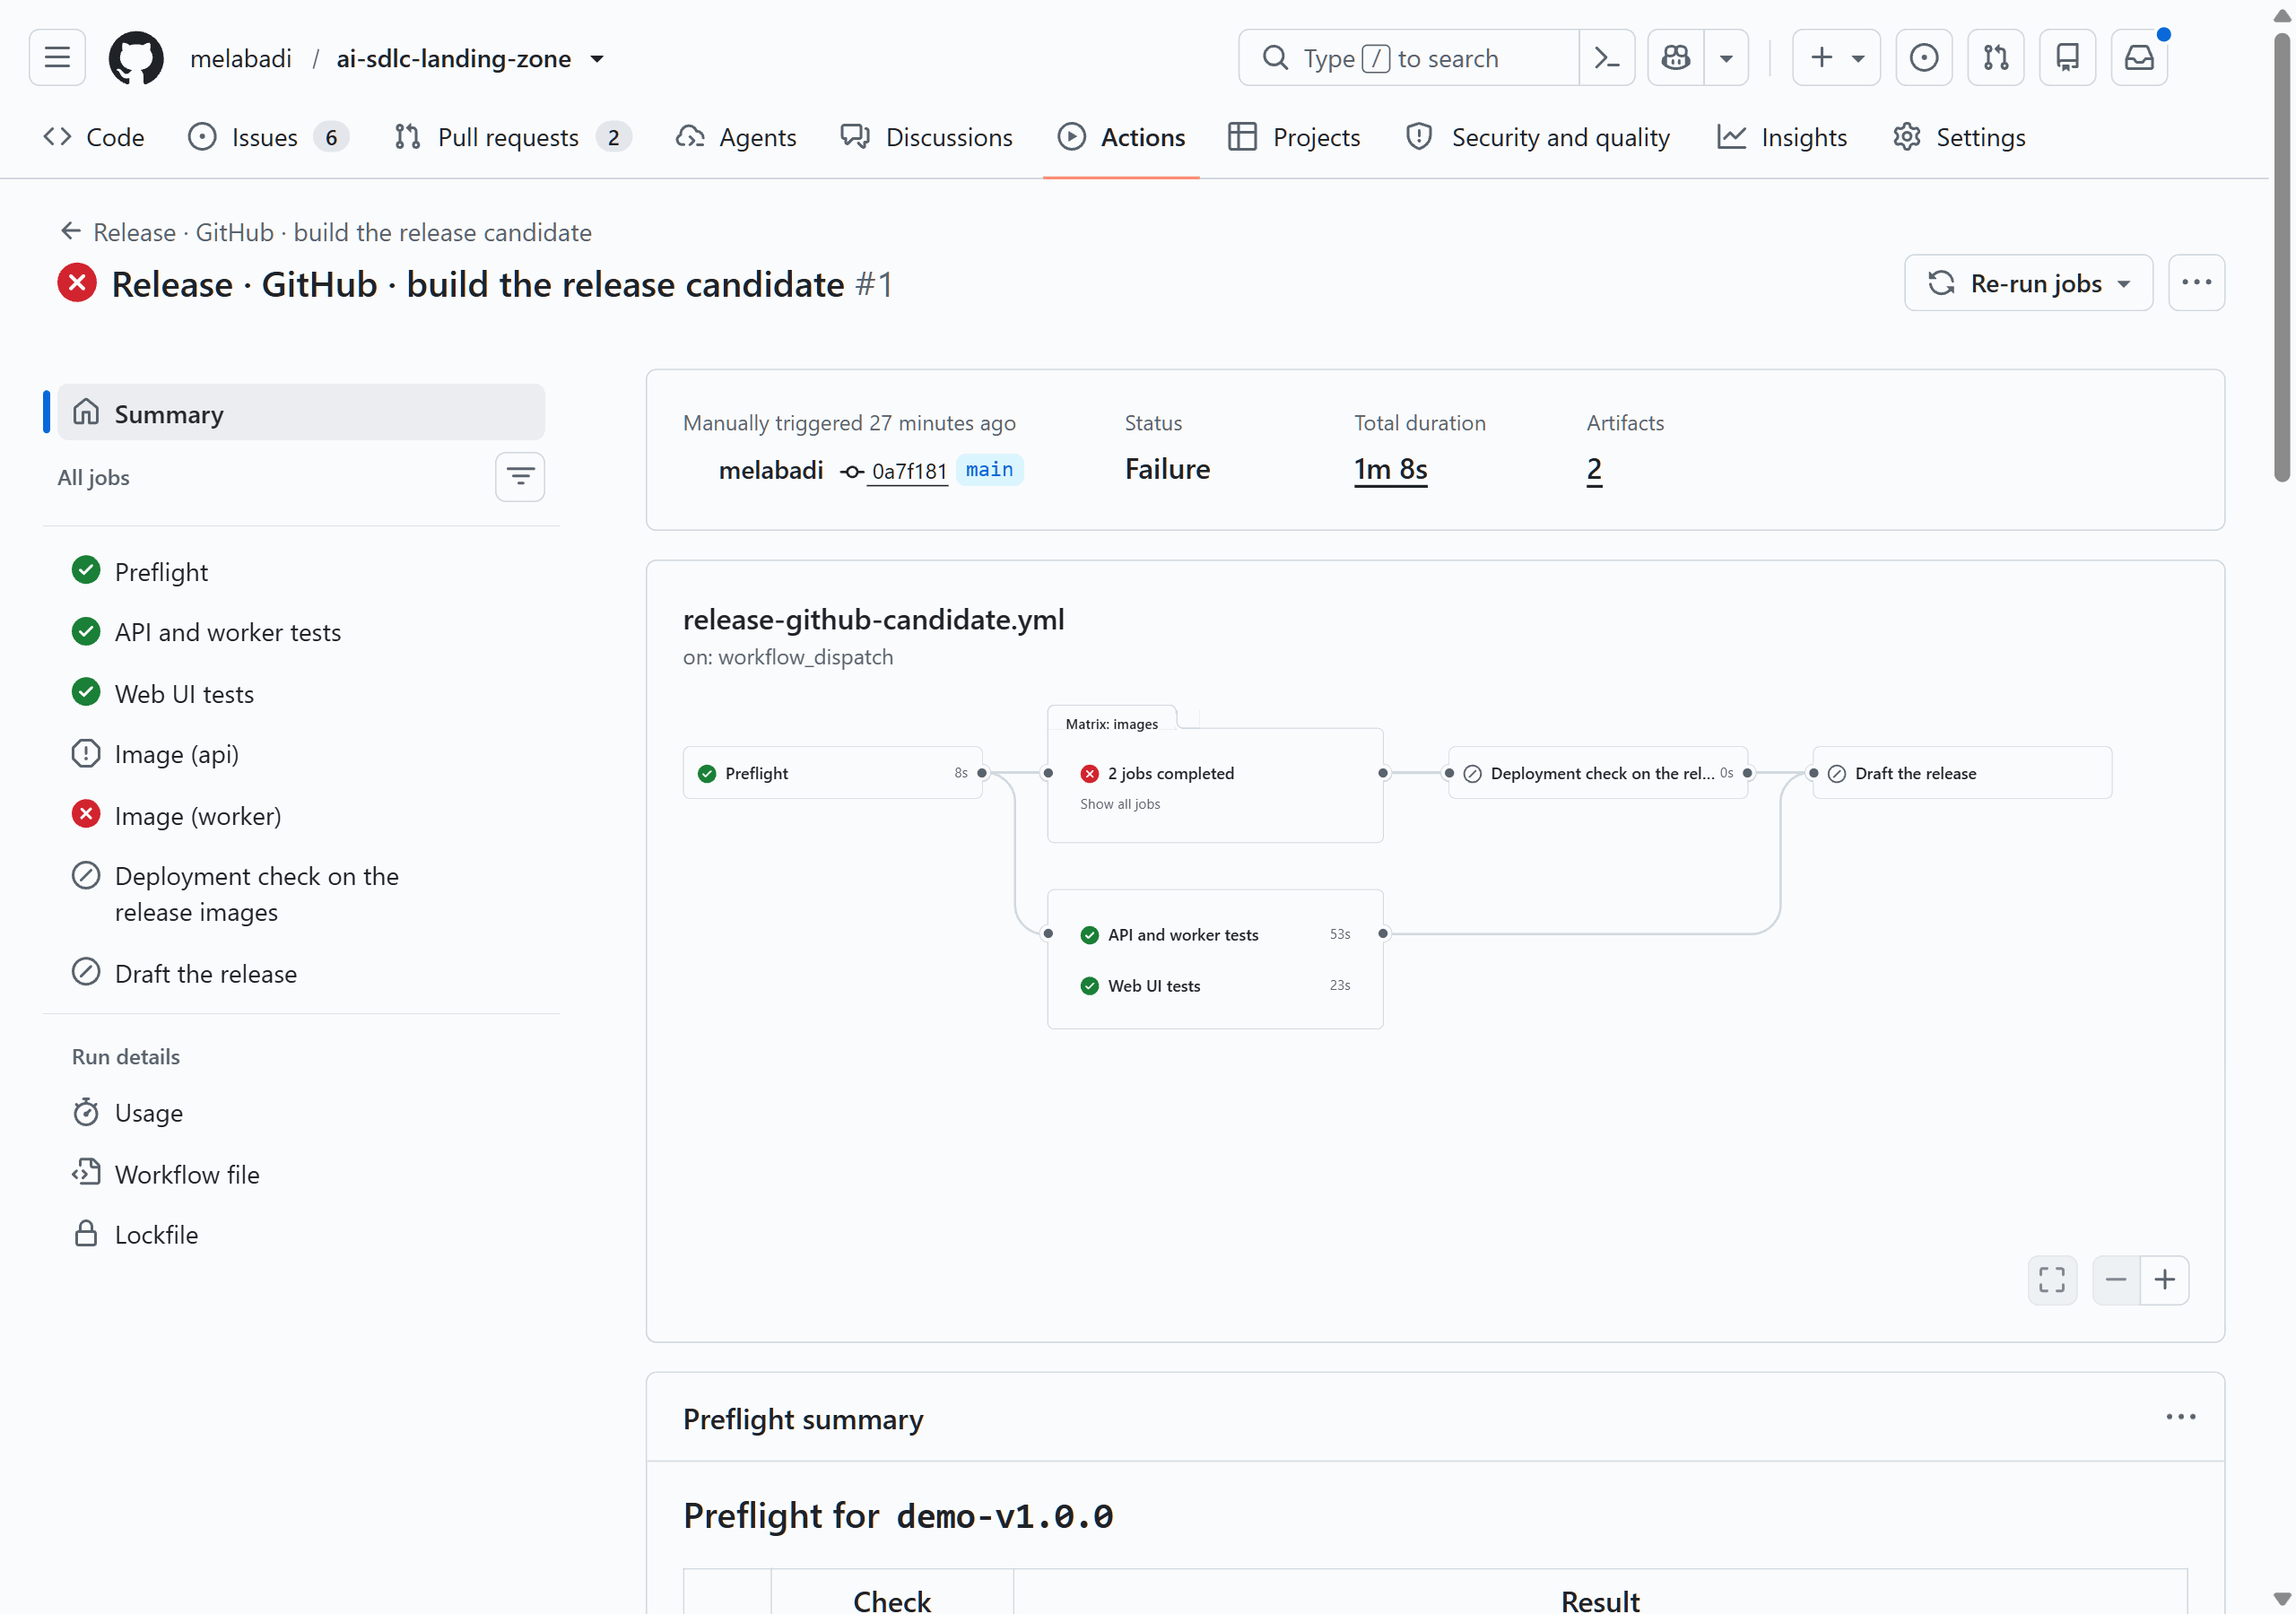 melabadi / ai-sdlc-landing-zone
Type / to search
Code
Issues 6
Pull requests 2
Agents
Discussions
Actions
Projects
Security and quality
Insights
Settings
Release · GitHub · build the release candidate
Release · GitHub · build the release candidate #1
Re-run jobs
Summary
All jobs
Preflight
API and worker tests
Web UI tests
Image (api)
Image (worker)
Deployment check on the
release images
Draft the release
Run details
Usage
Workflow file
Lockfile
Manually triggered 27 minutes ago
melabadi 0a7f181 main
Status
Failure
Total duration
1m 8s
Artifacts
2
release-github-candidate.yml
on: workflow_dispatch
Preflight 8s
Matrix: images
2 jobs completed
Show all jobs
Deployment check on the rel... 0s
Draft the release
API and worker tests 53s
Web UI tests 23s
Preflight summary
Preflight for demo-v1.0.0
Check Result